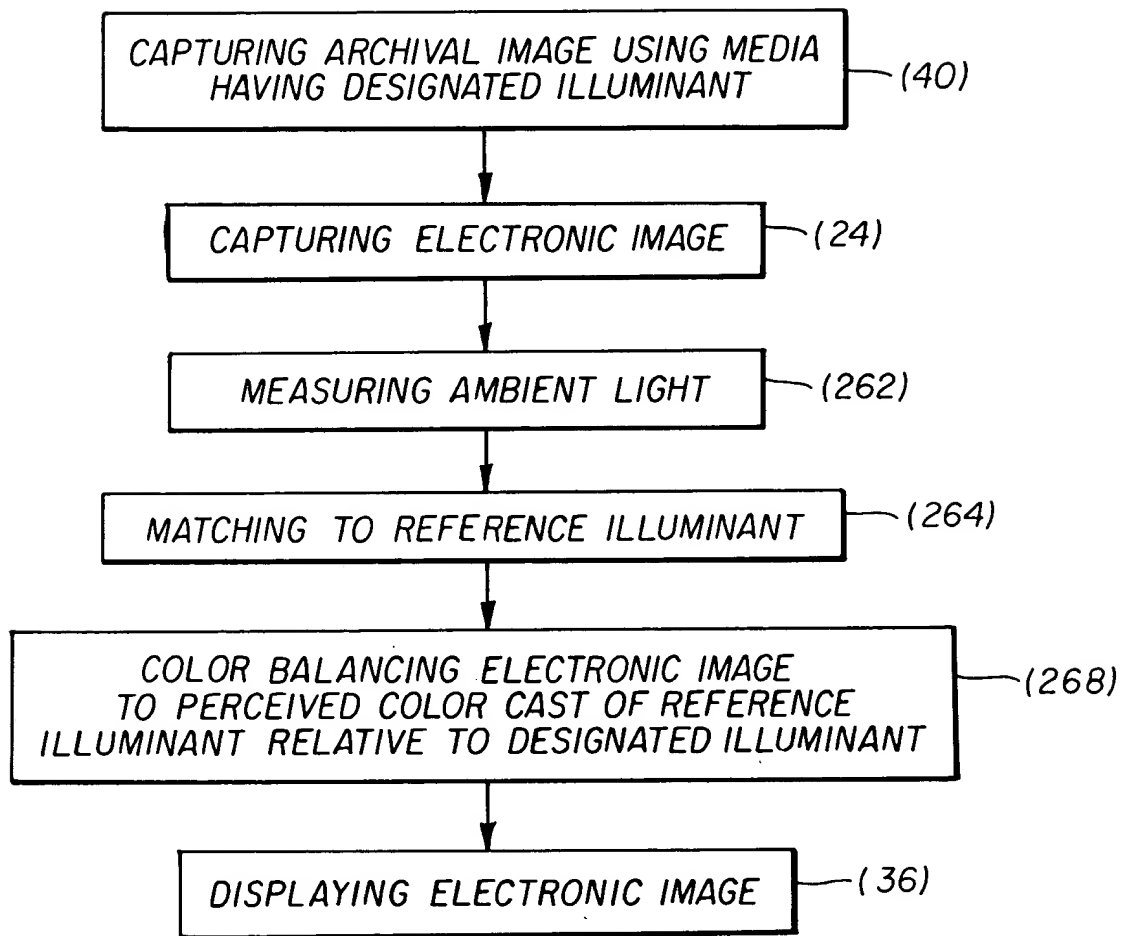 CAPTURING ARCHIVAL IMAGE USING MEDIA
HAVING DESIGNATED ILLUMINANT
(40)
CAPTURING ELECTRONIC IMAGE
(24)
MEASURING AMBIENT LIGHT
(262)
MATCHING TO REFERENCE ILLUMINANT
(264)
COLOR BALANCING ELECTRONIC IMAGE
TO PERCEIVED COLOR CAST OF REFERENCE
ILLUMINANT RELATIVE TO DESIGNATED ILLUMINANT
(268)
DISPLAYING ELECTRONIC IMAGE
(36)